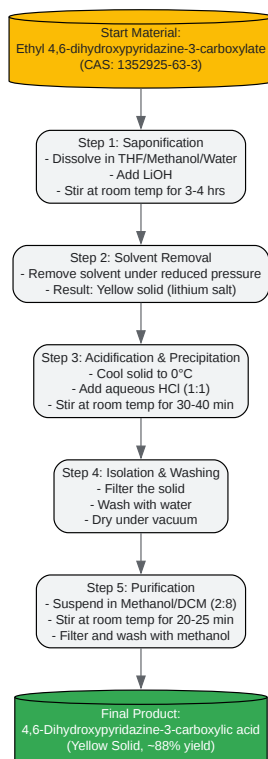 Start Material:
Ethyl 4,6-dihydroxypyridazine-3-carboxylate
(CAS: 1352925-63-3)
Step 1: Saponification
- Dissolve in THF/Methanol/Water
- Add LiOH
- Stir at room temp for 3-4 hrs
Step 2: Solvent Removal
- Remove solvent under reduced pressure
- Result: Yellow solid (lithium salt)
Step 3: Acidification & Precipitation
- Cool solid to 0°C
- Add aqueous HCl (1:1)
- Stir at room temp for 30-40 min
Step 4: Isolation & Washing
- Filter the solid
- Wash with water
- Dry under vacuum
Step 5: Purification
- Suspend in Methanol/DCM (2:8)
- Stir at room temp for 20-25 min
- Filter and wash with methanol
Final Product:
4,6-Dihydroxypyridazine-3-carboxylic acid
(Yellow Solid, ~88% yield)